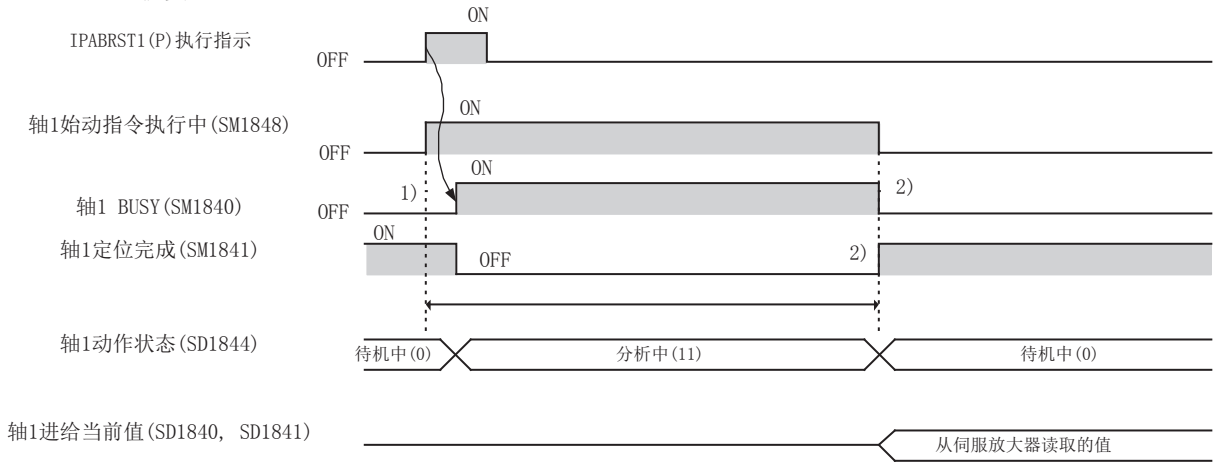 ON
IPABRST1(P)执行指示
OFF
ON
轴1始动指令执行中(SM1848)
OFF
ON
1)
2)
轴1 BUSY(SM1840)
OFF
ON
轴1定位完成(SM1841)
OFF
2)
轴1动作状态(SD1844)
待机中(0)
分析中(11)
待机中(0)
轴1进给当前值(SD1840, SD1841)
从伺服放大器读取的值